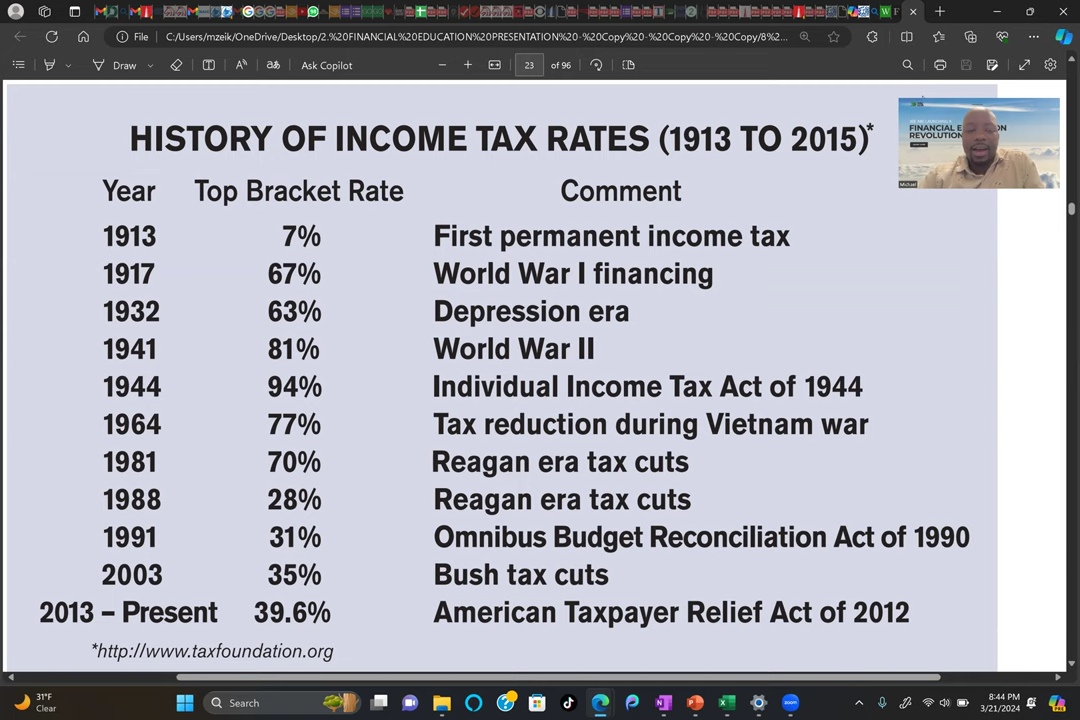 File
C:/Users/mzeik/OneDrive/Desktop/2.%20FINANCIAL%20EDUCATION%20PRESENTATION%20-%20Copy%20-%20Copy%20-%20Copy/8%2...
Draw
Ask Copilot
23 of 96
HISTORY OF INCOME TAX RATES (1913 TO 2015)*
Year Top Bracket Rate Comment
1913 7% First permanent income tax
1917 67% World War I financing
1932 63% Depression era
1941 81% World War II
1944 94% Individual Income Tax Act of 1944
1964 77% Tax reduction during Vietnam war
1981 70% Reagan era tax cuts
1988 28% Reagan era tax cuts
1991 31% Omnibus Budget Reconciliation Act of 1990
2003 35% Bush tax cuts
2013 – Present 39.6% American Taxpayer Relief Act of 2012
*http://www.taxfoundation.org
Michael
31°F
Clear
Search
8:44 PM
3/21/2024